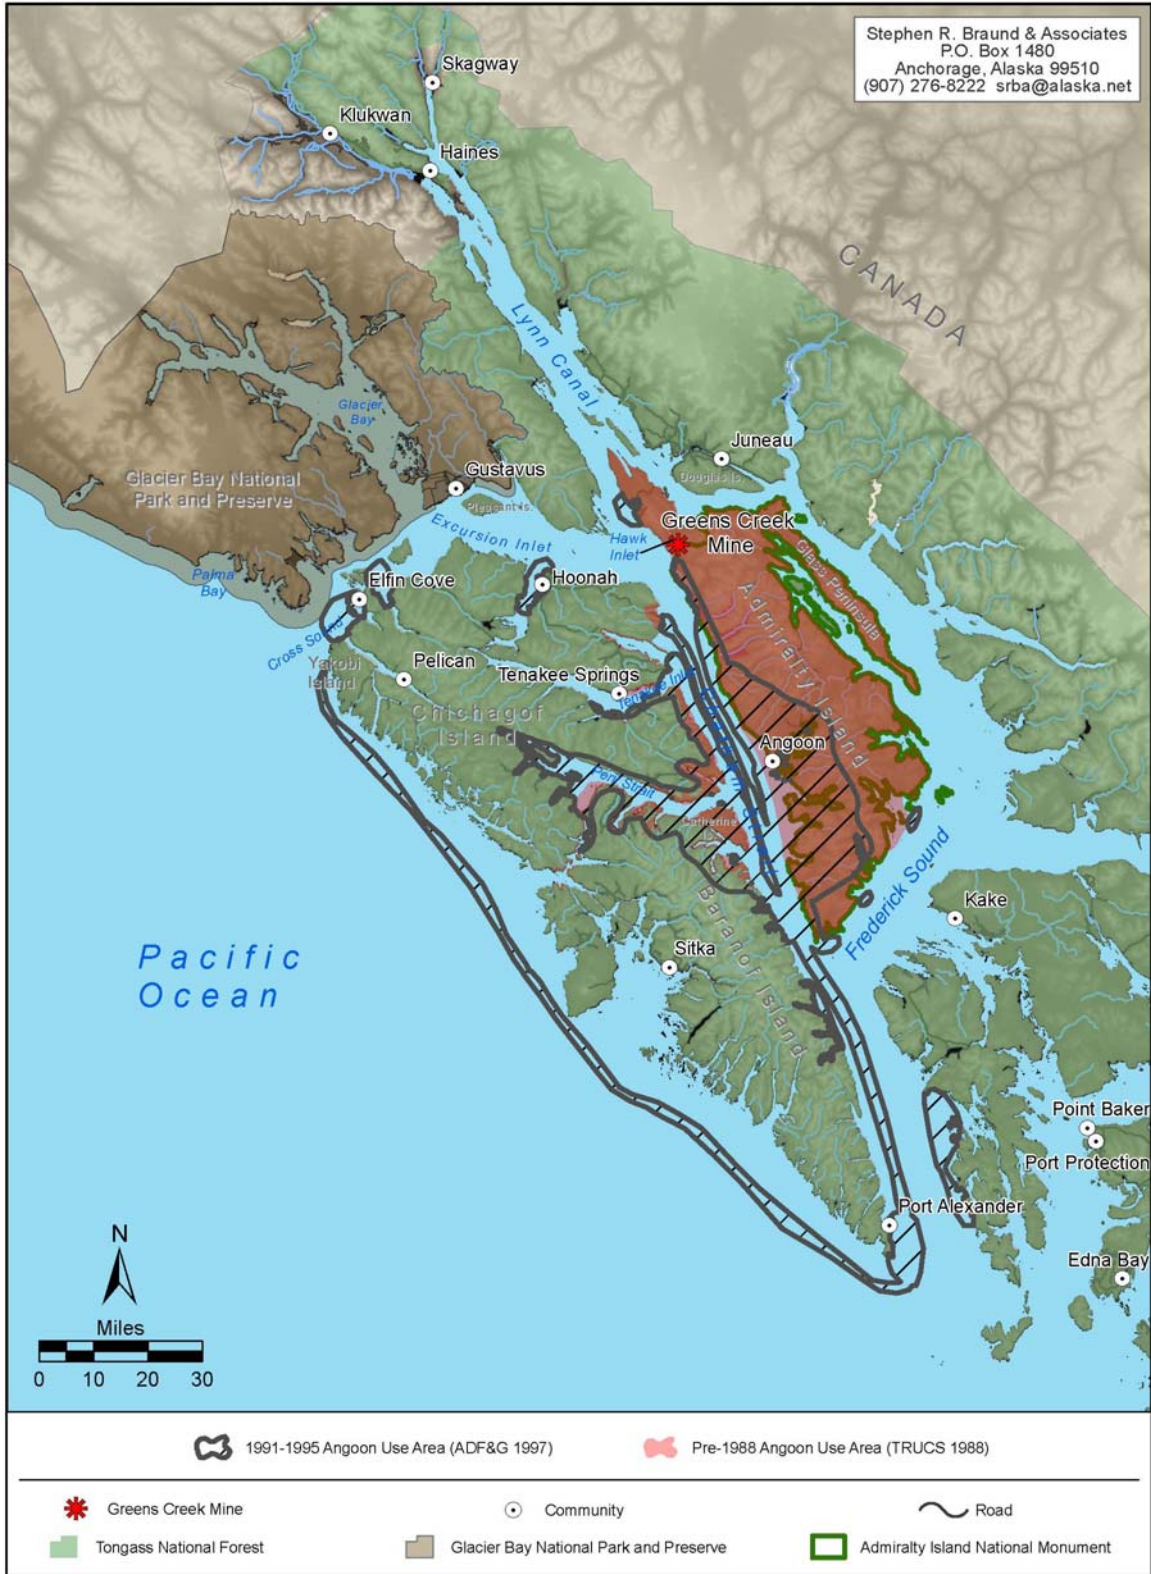 Stephen R. Braund & Associates
P.O. Box 1480
Anchorage, Alaska 99510
(907) 276-8222 srba@alaska.net
Skagway
Klukwan
Haines
CANADA
Lynn Canal
Glacier
Bay
Juneau
Douglas Is.
Glacier Bay National
Park and Preserve
Gustavus
Pleasant Is.
Excursion Inlet
Hawk
Inlet
Greens Creek
Mine
Glass Peninsula
Palma
Bay
Elfin Cove
Hoonah
Admiralty Island
Cross Sound
Yakobi
Island
Pelican
Tenakee Springs
Tenakee Inlet
Chichagof
Island
Angoon
Peril Strait
Catherine
Frederick Sound
Kake
Baranof Island
Sitka
Pacific
Ocean
Point Baker
Port Protection
Port Alexander
Edna Bay
N
Miles
0 10 20 30
1991-1995 Angoon Use Area (ADF&G 1997)
Pre-1988 Angoon Use Area (TRUCS 1988)
Greens Creek Mine
Community
Road
Tongass National Forest
Glacier Bay National Park and Preserve
Admiralty Island National Monument